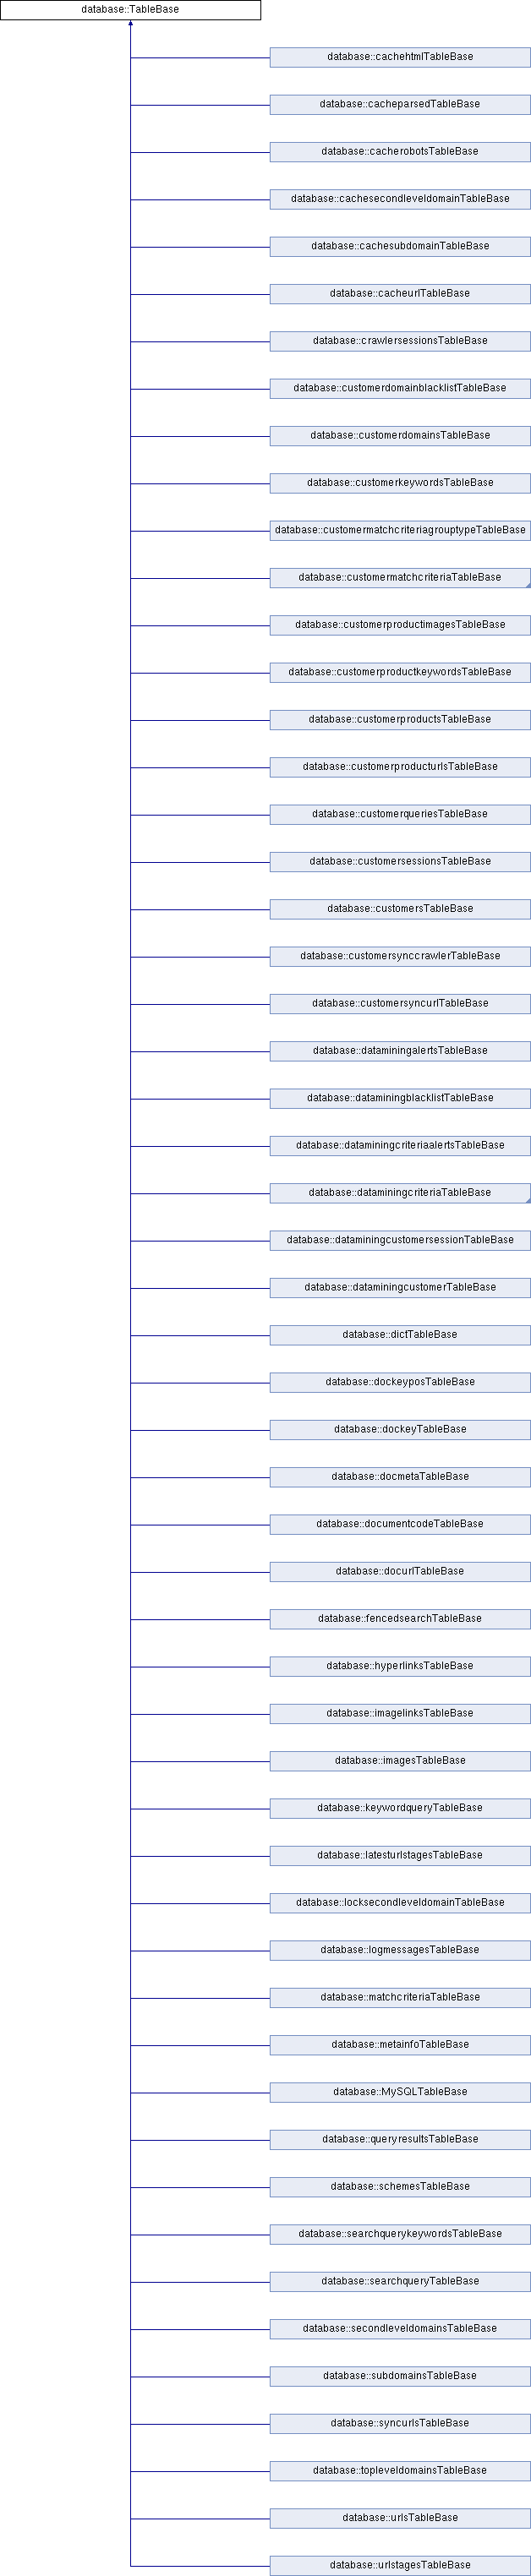 database::TableBase
database::cachehtmlTableBase
database::cacheparsedTableBase
database::cacherobotsTableBase
database::cachesecondleveldomainTableBase
database::cachesubdomainTableBase
database::cacheurlTableBase
database::crawlersessionsTableBase
database::customerdomainblacklistTableBase
database::customerdomainsTableBase
database::customerkeywordsTableBase
database::customermatchcriteriagrouptypeTableBase
database::customermatchcriteriaTableBase
database::customerproductimagesTableBase
database::customerproductkeywordsTableBase
database::customerproductsTableBase
database::customerproducturlsTableBase
database::customerqueriesTableBase
database::customersessionsTableBase
database::customersTableBase
database::customersynccrawlerTableBase
database::customersyncurlTableBase
database::dataminingalertsTableBase
database::dataminingblacklistTableBase
database::dataminingcriteriaalertsTableBase
database::dataminingcriteriaTableBase
database::dataminingcustomersessionTableBase
database::dataminingcustomerTableBase
database::dictTableBase
database::dockeyposTableBase
database::dockeyTableBase
database::docmetaTableBase
database::documentcodeTableBase
database::docurlTableBase
database::fencedsearchTableBase
database::hyperlinksTableBase
database::imagelinksTableBase
database::imagesTableBase
database::keywordqueryTableBase
database::latesturlstagesTableBase
database::locksecondleveldomainTableBase
database::logmessagesTableBase
database::matchcriteriaTableBase
database::metainfoTableBase
database::MySQLTableBase
database::queryresultsTableBase
database::schemesTableBase
database::searchquerykeywordsTableBase
database::searchqueryTableBase
database::secondleveldomainsTableBase
database::subdomainsTableBase
database::syncurlsTableBase
database::topleveldomainsTableBase
database::urlsTableBase
database::urlstagesTableBase